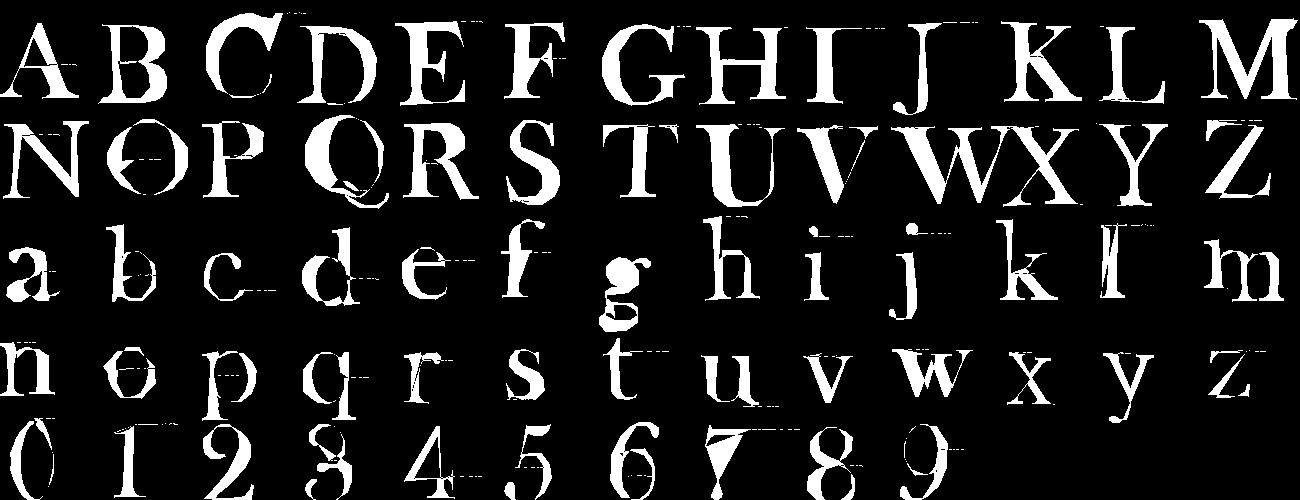 A B C D E F G H I J K L M
N O P Q R S T U V W X Y Z
a b c d e f g h i j k l m
n o p q r s t u v w x y z
0 1 2 3 4 5 6 7 8 9